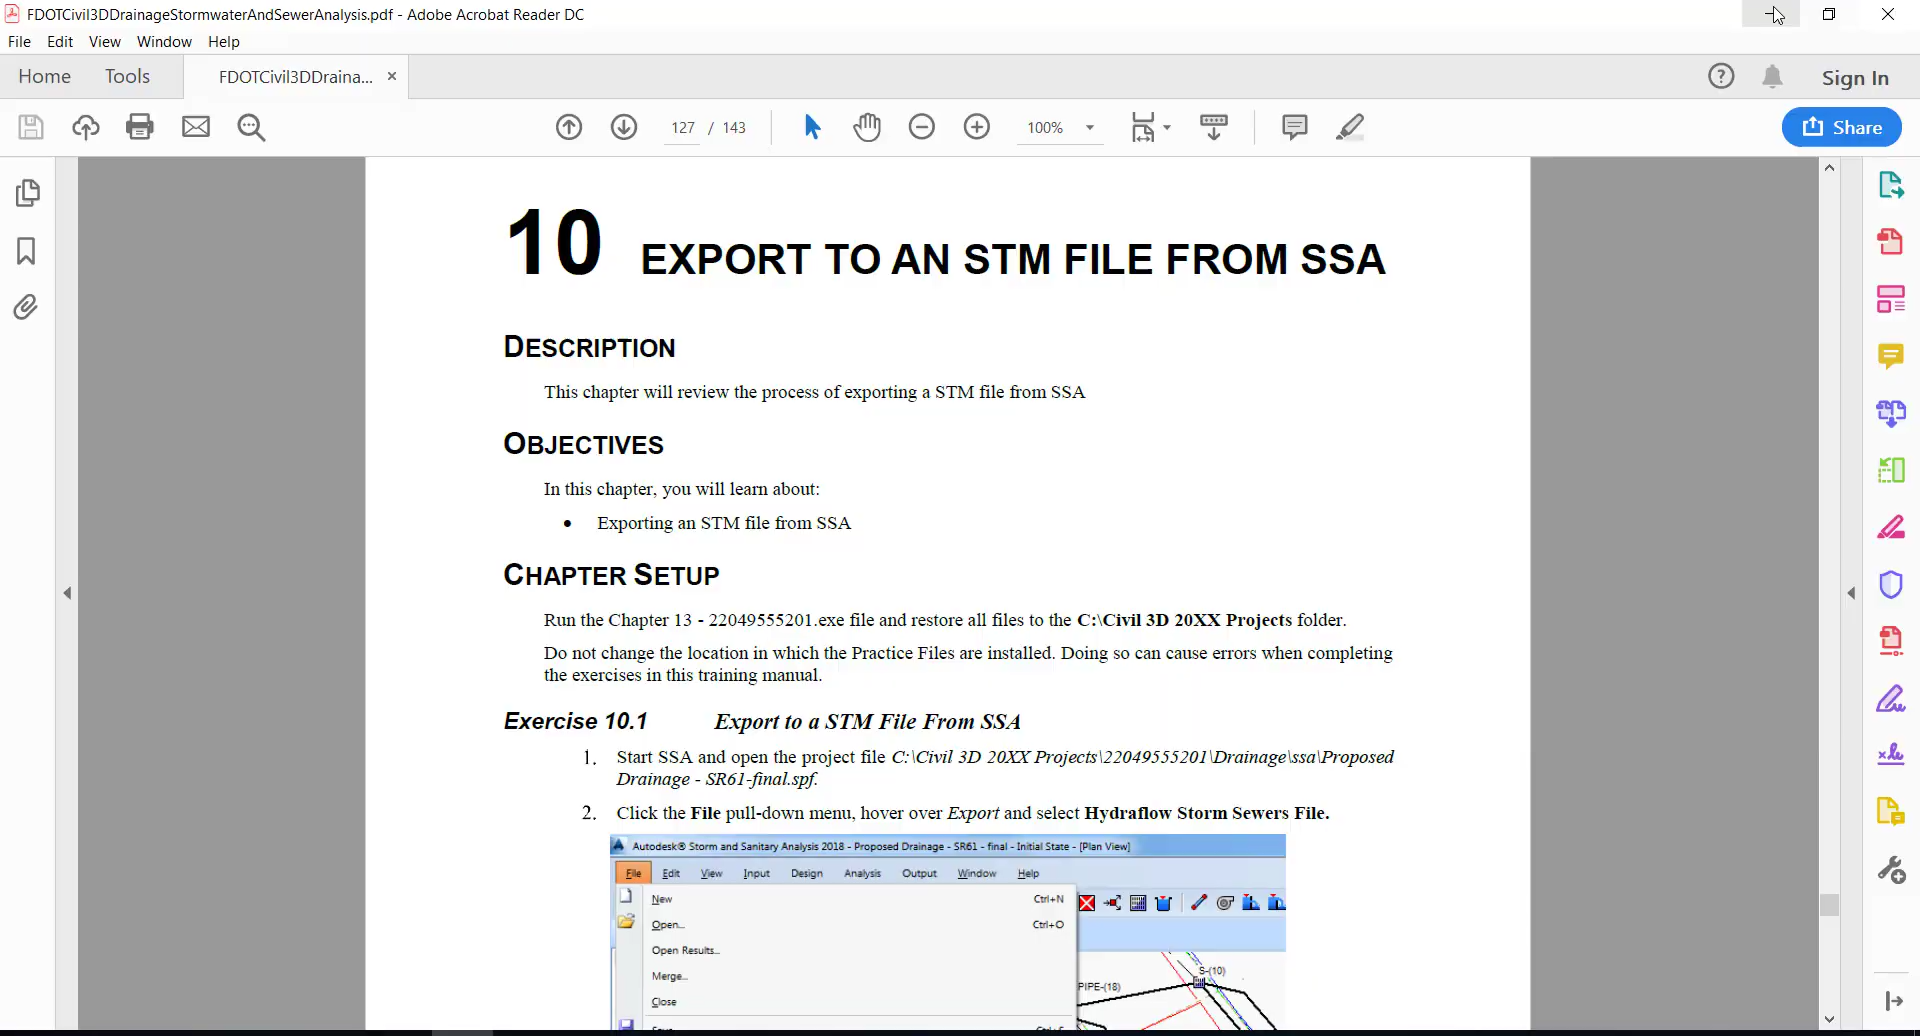 FDOTCivil3DDrainageStormwaterAndSewerAnalysis.pdf - Adobe Acrobat Reader DC
File Edit View Window Help
Home Tools FDOTCivil3DDraina... × Sign In
127 / 143 100% Share
10 EXPORT TO AN STM FILE FROM SSA
DESCRIPTION
This chapter will review the process of exporting a STM file from SSA
OBJECTIVES
In this chapter, you will learn about:
• Exporting an STM file from SSA
CHAPTER SETUP
Run the Chapter 13 - 22049555201.exe file and restore all files to the C:\Civil 3D 20XX Projects folder.
Do not change the location in which the Practice Files are installed. Doing so can cause errors when completing
the exercises in this training manual.
Exercise 10.1 Export to a STM File From SSA
1. Start SSA and open the project file C:\Civil 3D 20XX Projects\22049555201\Drainage\ssa\Proposed
Drainage - SR61-final.spf.
2. Click the File pull-down menu, hover over Export and select Hydraflow Storm Sewers File.
Autodesk® Storm and Sanitary Analysis 2018 - Proposed Drainage - SR61 - final - Initial State - [Plan View]
File Edit View Input Design Analysis Output Window Help
New Ctrl+N
Open... Ctrl+O
Open Results...
Merge...
S-(10)
PIPE-(18)
Close